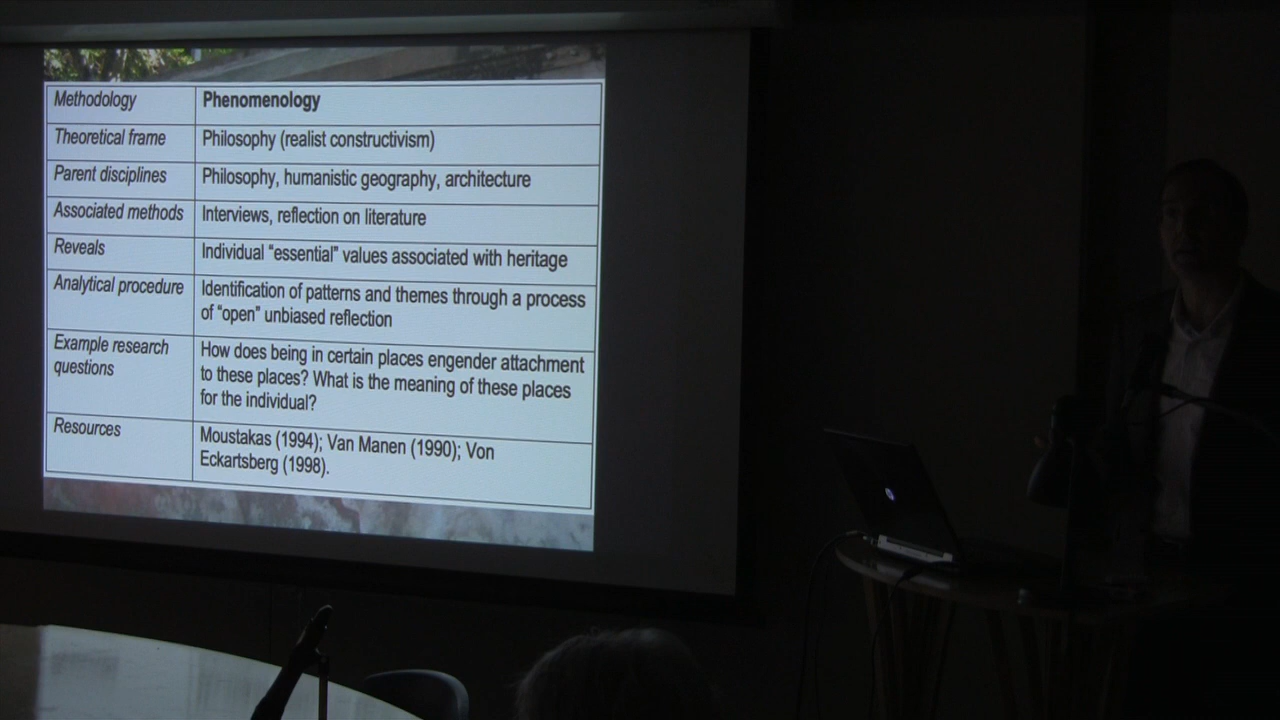 Methodology Phenomenology
Theoretical frame Philosophy (realist constructivism)
Parent disciplines Philosophy, humanistic geography, architecture
Associated methods Interviews, reflection on literature
Reveals Individual “essential” values associated with heritage
Analytical procedure Identification of patterns and themes through a process
of “open” unbiased reflection
Example research
questions
How does being in certain places engender attachment
to these places? What is the meaning of these places
for the individual?
Resources Moustakas (1994); Van Manen (1990); Von
Eckartsberg (1998).